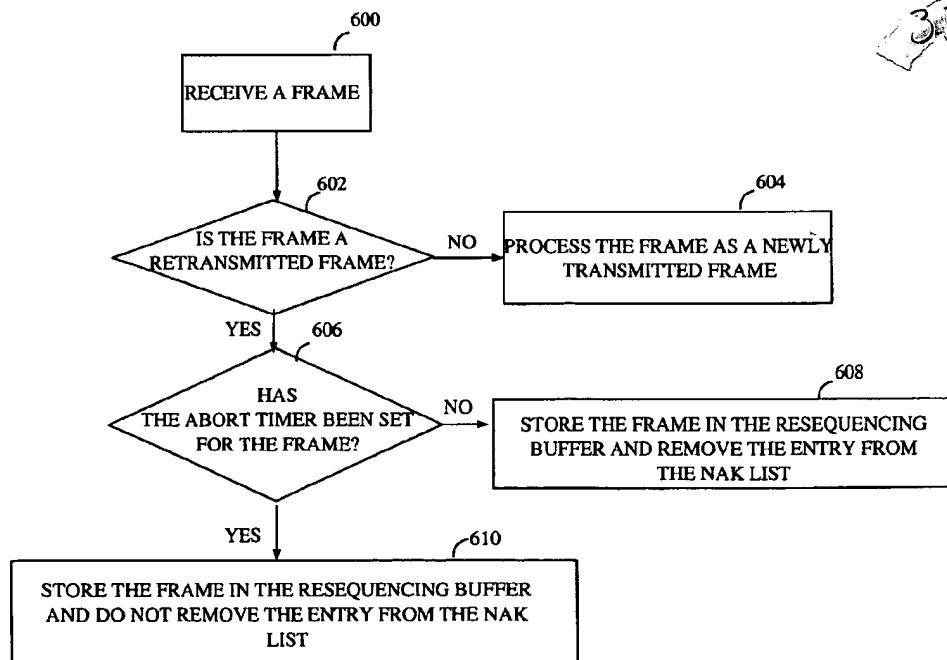 600
RECEIVE A FRAME
602
IS THE FRAME A
RETRANSMITTED FRAME?
NO
604
PROCESS THE FRAME AS A NEWLY
TRANSMITTED FRAME
YES
606
HAS
THE ABORT TIMER BEEN SET
FOR THE FRAME?
NO
608
STORE THE FRAME IN THE RESEQUENCING
BUFFER AND REMOVE THE ENTRY FROM
THE NAK LIST
YES
610
STORE THE FRAME IN THE RESEQUENCING BUFFER
AND DO NOT REMOVE THE ENTRY FROM THE NAK
LIST